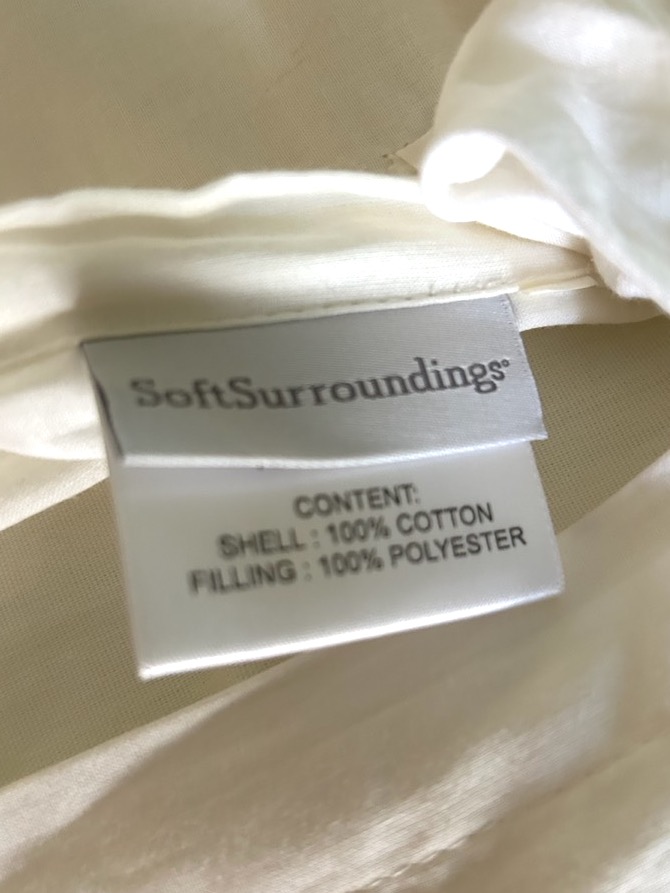 SoftSurroundings®
CONTENT:
SHELL : 100% COTTON
FILLING : 100% POLYESTER